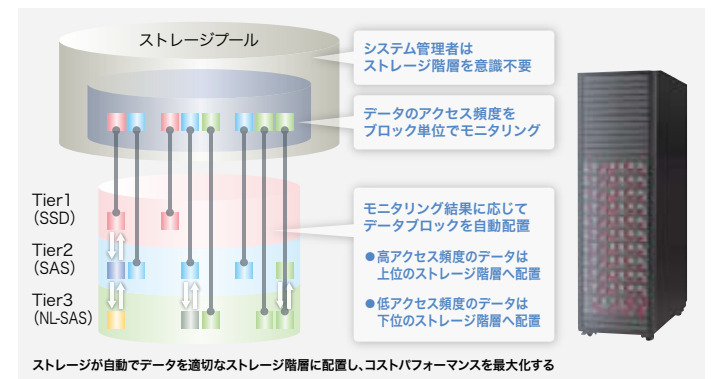 ストレージプール
システム管理者は
ストレージ階層を意識不要
データのアクセス頻度を
ブロック単位でモニタリング
Tier1
（SSD）
Tier2
（SAS）
Tier3
（NL-SAS）
モニタリング結果に応じて
データブロックを自動配置
●高アクセス頻度のデータは
上位のストレージ階層へ配置
●低アクセス頻度のデータは
下位のストレージ階層へ配置
ストレージが自動でデータを適切なストレージ階層に配置し、コストパフォーマンスを最大化する